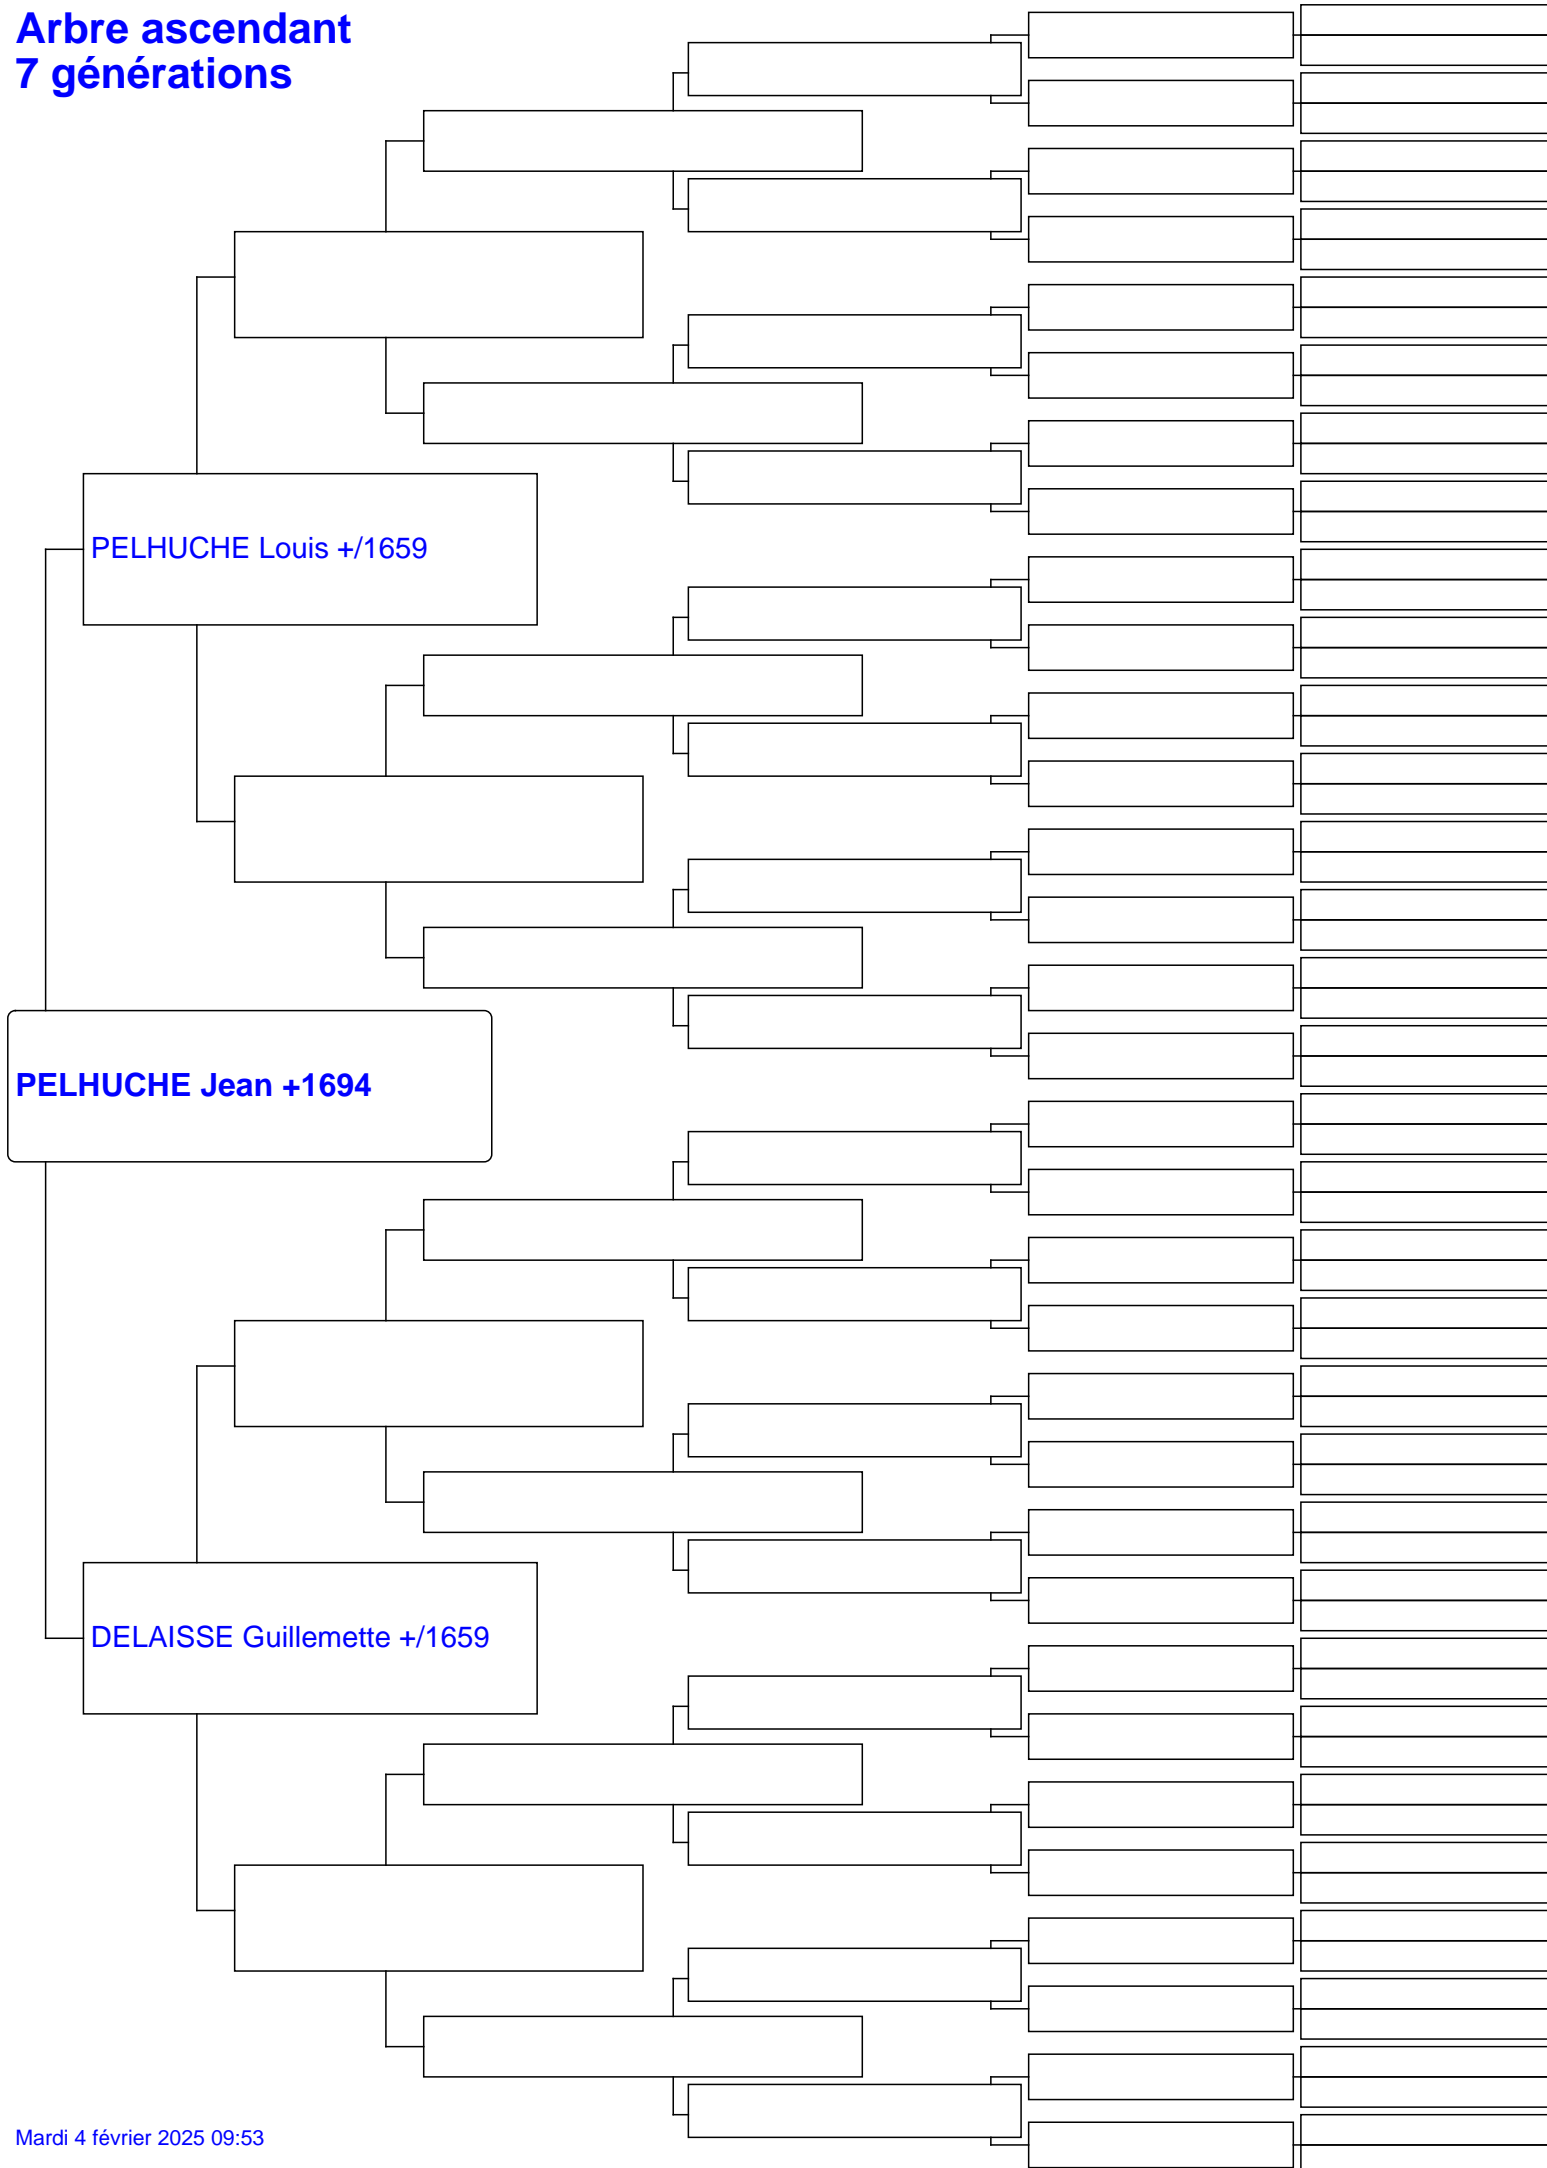 Arbre ascendant
7 générations
PELHUCHE Louis +/1659
PELHUCHE Jean +1694
DELAISSE Guillemette +/1659
Mardi 4 février 2025 09:53